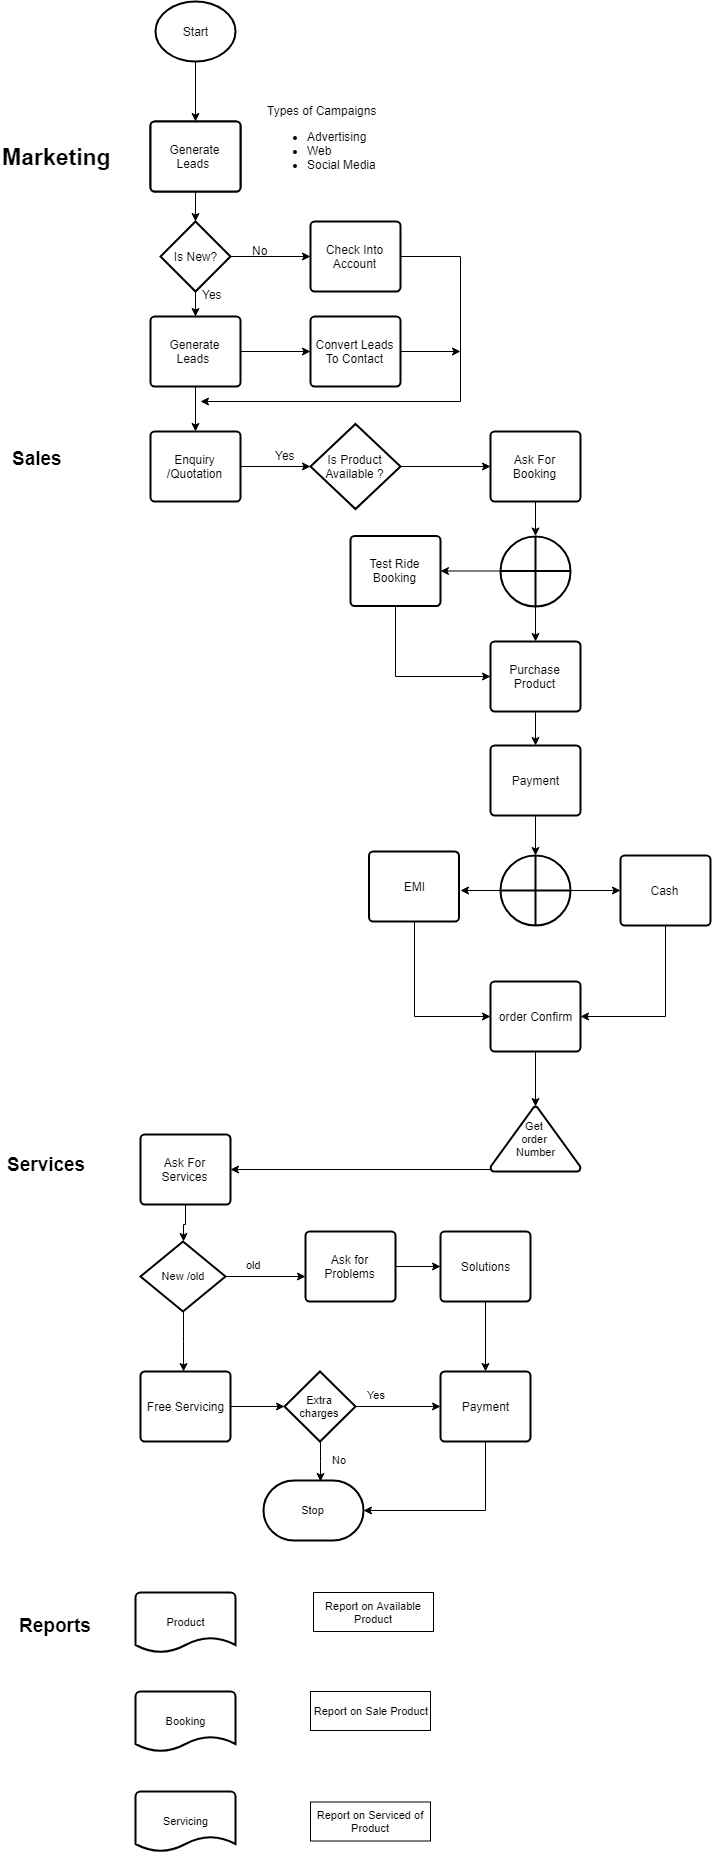 Start
Types of Campaigns
Advertising
Web
Social Media
Marketing
Generate
Leads
Is New?
No
Check Into
Account
Yes
Generate
Leads
Convert Leads
To Contact
Sales
Enquiry
/Quotation
Yes
Is Product
Available ?
Ask For
Booking
Test Ride
Booking
Purchase
Product
Payment
EMI
Cash
order Confirm
Get
order
Number
Services
Ask For
Services
New /old
old
Ask for
Problems
Solutions
Free Servicing
Extra
charges
Yes
Payment
No
Stop
Reports
Product
Report on Available
Product
Booking
Report on Sale Product
Servicing
Report on Serviced of
Product